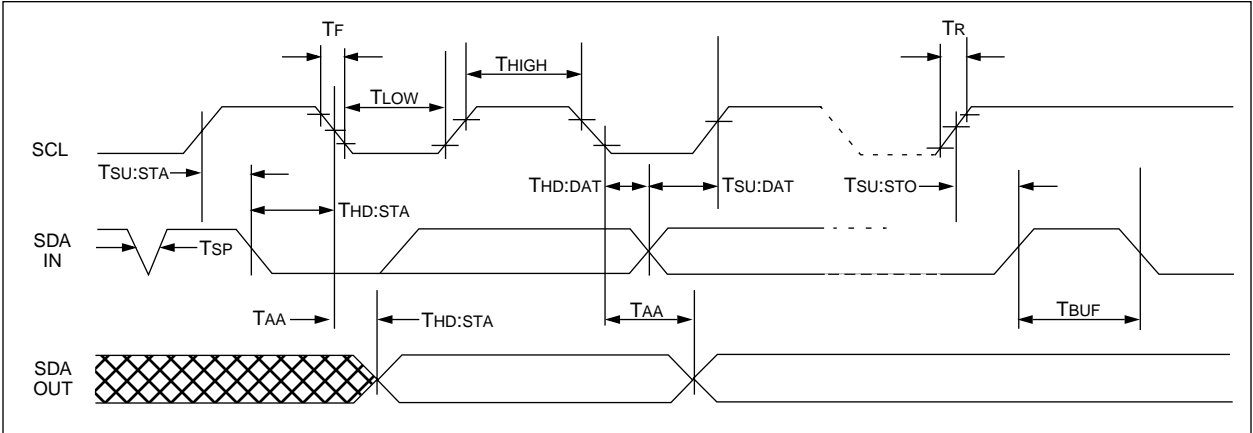 TF
TR
THIGH
TLOW
SCL
TSU:STA
THD:DAT
TSU:DAT
TSU:STO
THD:STA
SDA
IN
TSP
TAA
THD:STA
TAA
TBUF
SDA
OUT